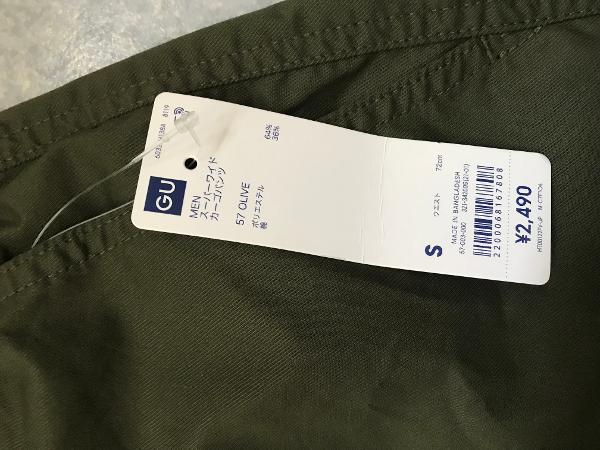 GU
MEN
スーパーワイド
カーゴパンツ
57 OLIVE
ポリエステル 64%
綿 36%
S
ウエスト 72cm
MADE IN BANGLADESH
2200068167808
¥2,490